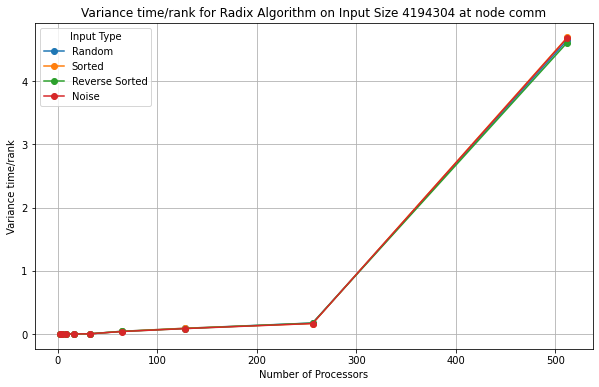 Variance time/rank for Radix Algorithm on Input Size 4194304 at node comm
Input Type
Random
Sorted
Reverse Sorted
Noise
Variance time/rank
4
3
2
1
0
0
100
200
300
400
500
Number of Processors